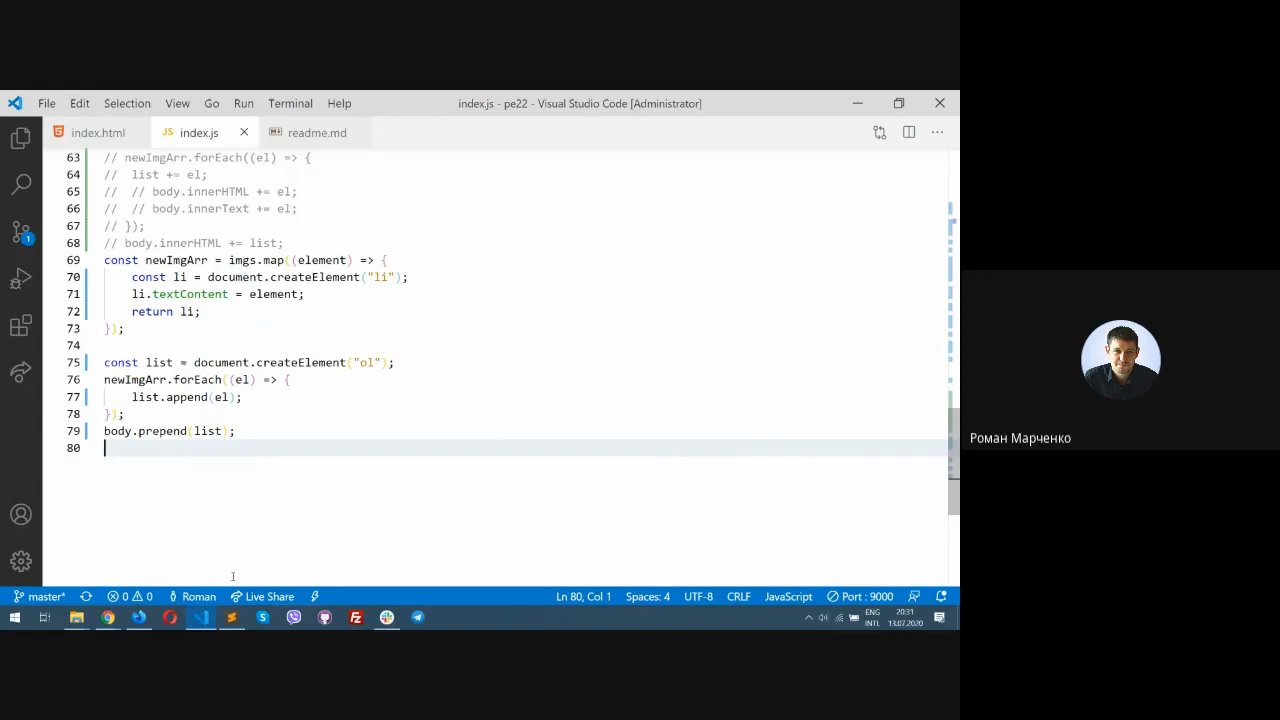 File Edit Selection View Go Run Terminal Help index.js - pe22 - Visual Studio Code [Administrator]
index.html JS index.js readme.md
63 // newImgArr.forEach((el) => {
64 //  list += el;
65 //  // body.innerHTML += el;
66 //  // body.innerText += el;
67 // });
68 // body.innerHTML += list;
69 const newImgArr = imgs.map((element) => {
70 const li = document.createElement("li");
71 li.textContent = element;
72 return li;
73 });
74
75 const list = document.createElement("ol");
76 newImgArr.forEach((el) => {
77 list.append(el);
78 });
79 body.prepend(list);
80
1
Роман Марченко
master* 0 0 Roman Live Share Ln 80, Col 1 Spaces: 4 UTF-8 CRLF JavaScript Port : 9000
ENG 20:31
INTL 13.07.2020